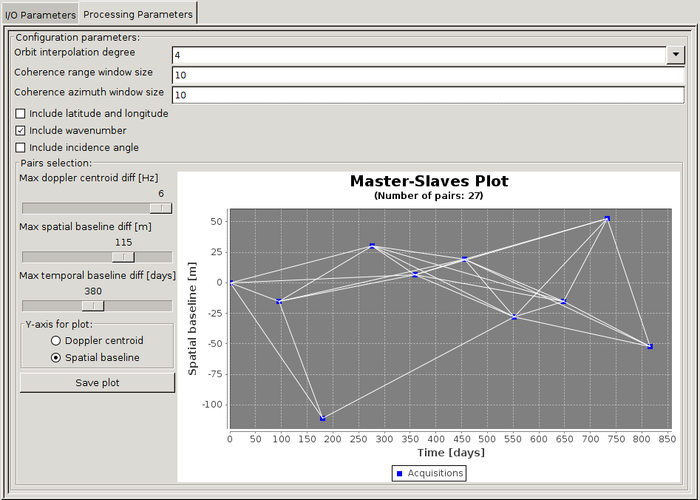 I/O Parameters Processing Parameters
Configuration parameters:
Orbit interpolation degree 4
Coherence range window size 10
Coherence azimuth window size 10
Include latitude and longitude
Include wavenumber
Include incidence angle
Pairs selection:
Max doppler centroid diff [Hz]
6
Max spatial baseline diff [m]
115
Max temporal baseline diff [days]
380
Y-axis for plot:
Doppler centroid
Spatial baseline
Save plot
Master-Slaves Plot
(Number of pairs: 27)
Spatial baseline [m]
50
25
0
-25
-50
-75
-100
0 50 100 150 200 250 300 350 400 450 500 550 600 650 700 750 800 850
Time [days]
Acquisitions